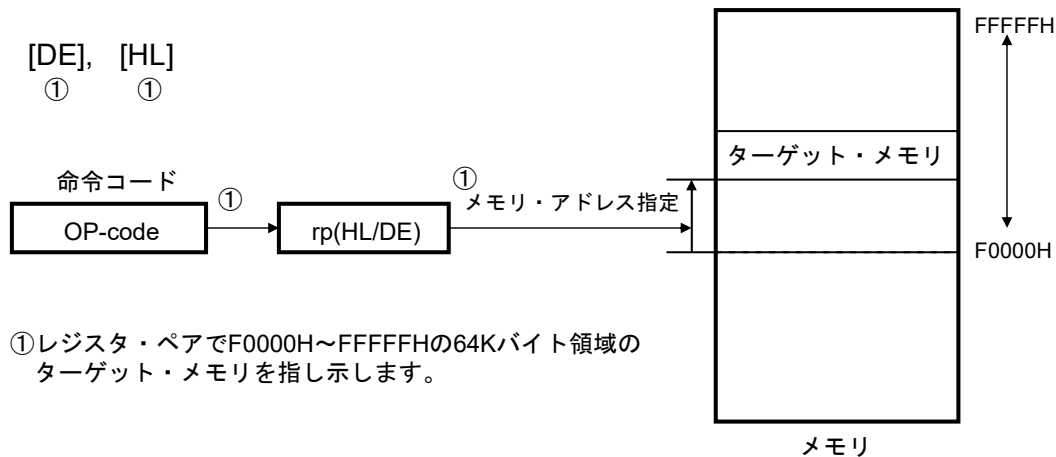 FFFFFH
[DE], [HL]
① ①
ターゲット・メモリ
命令コード
①
①
メモリ・アドレス指定
OP-code
rp(HL/DE)
F0000H
①レジスタ・ペアでF0000H～FFFFFHの64Kバイト領域の
ターゲット・メモリを指し示します。
メモリ